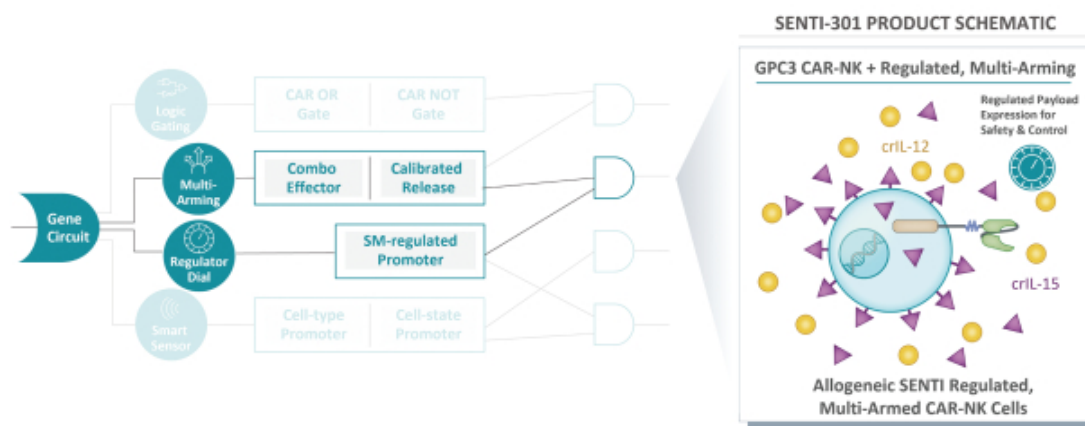 SENTI-301 PRODUCT SCHEMATIC
Gene
Circuit
Logic
Gating
CAR OR
Gate
CAR NOT
Gate
Multi-
Arming
Combo
Effector
Calibrated
Release
Regulator
Dial
SM-regulated
Promoter
Smart
Sensor
Cell-type
Promoter
Cell-state
Promoter
GPC3 CAR-NK + Regulated, Multi-Arming
Regulated Payload
Expression for
Safety & Control
crIL-12
crIL-15
Allogeneic SENTI Regulated,
Multi-Armed CAR-NK Cells